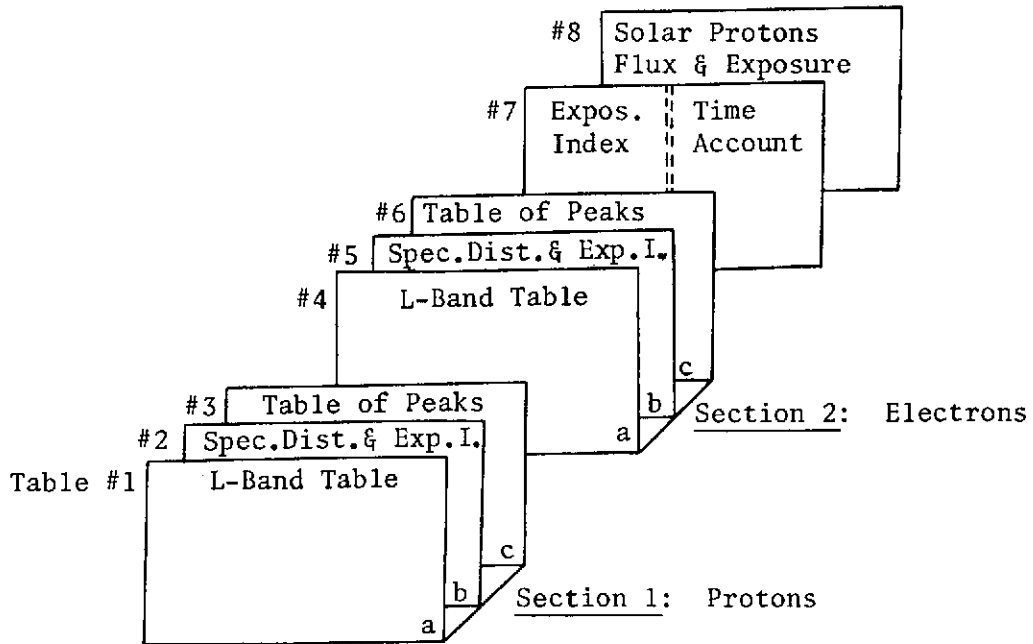 #8 Solar Protons
Flux & Exposure
#7 Expos. Time
Index Account
#6 Table of Peaks
#5 Spec.Dist.& Exp.I.
#4 L-Band Table
c
b
a
Section 2: Electrons
#3 Table of Peaks
#2 Spec.Dist.& Exp.I.
Table #1 L-Band Table
c
b
a
Section 1: Protons